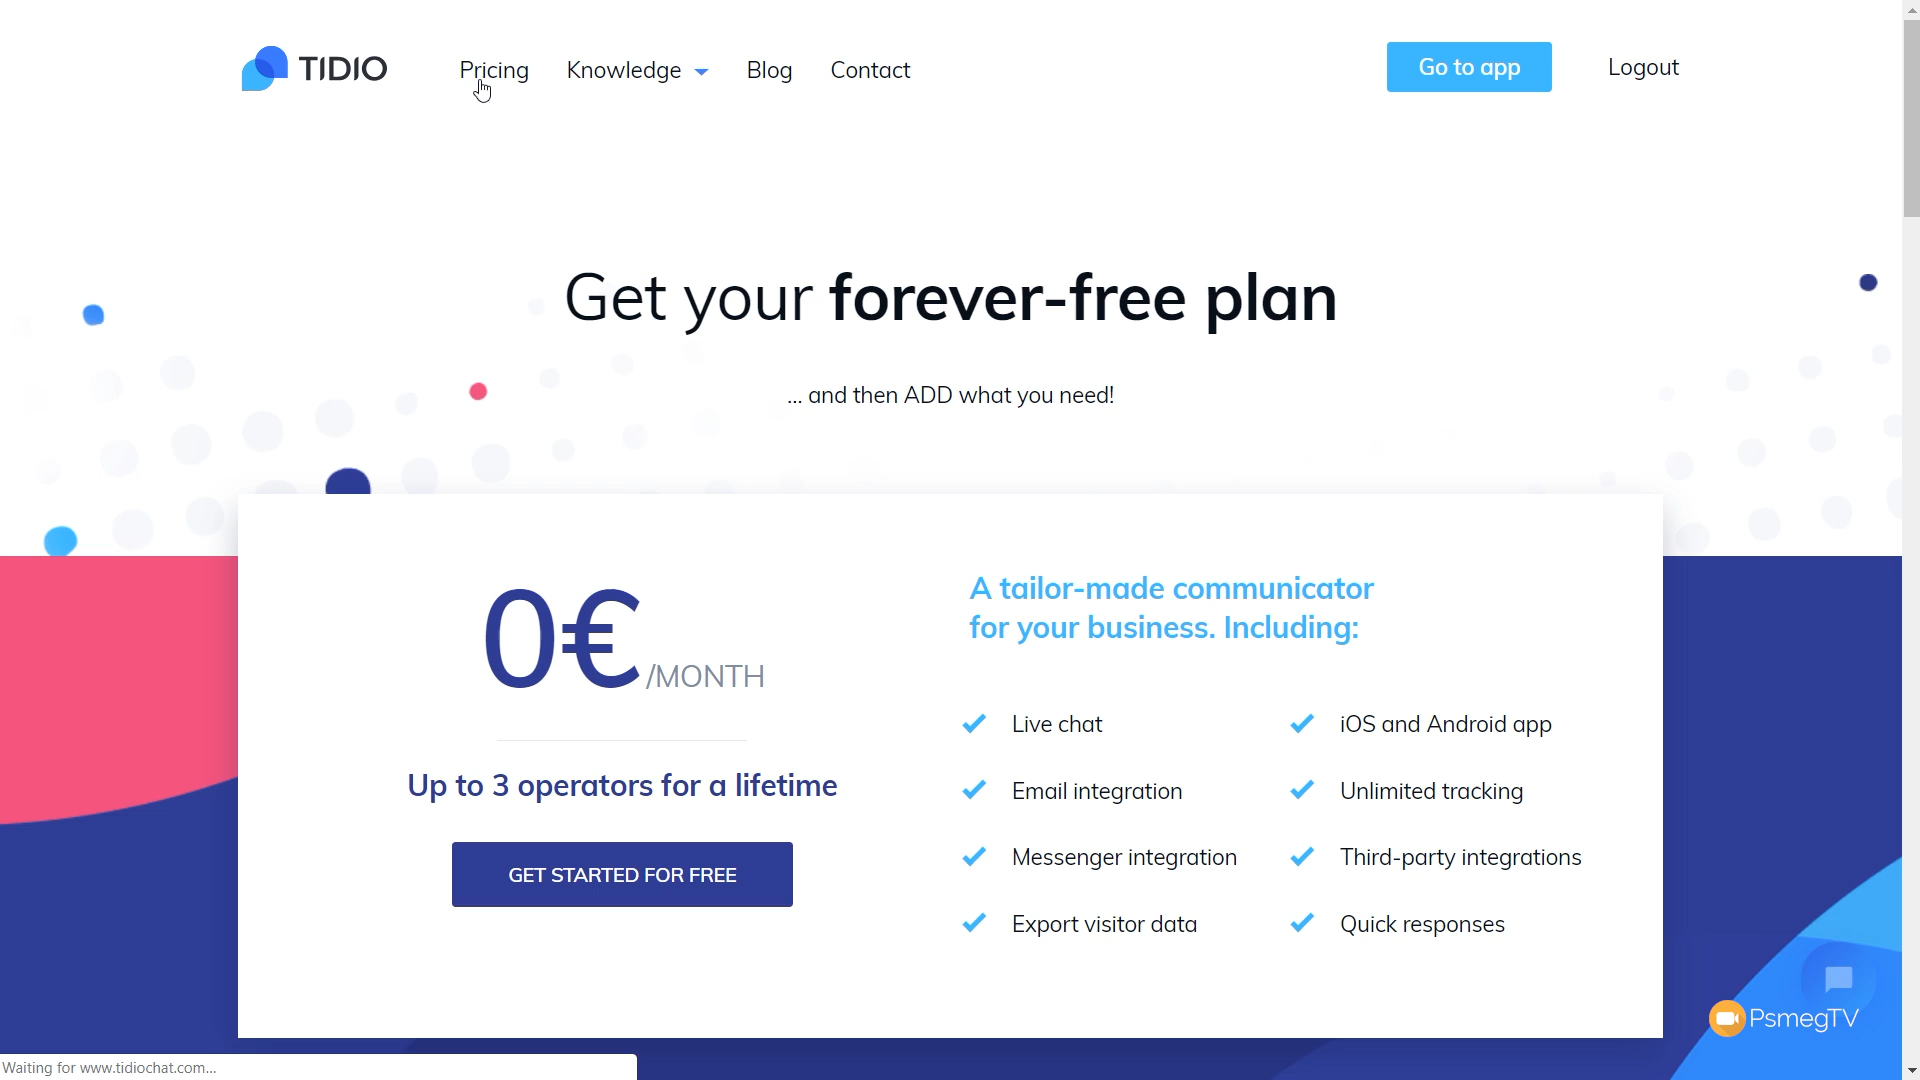 TIDIO
Pricing
Knowledge
Blog
Contact
Go to app
Logout
Get your forever-free plan
... and then ADD what you need!
0€/MONTH
Up to 3 operators for a lifetime
GET STARTED FOR FREE
A tailor-made communicator
for your business. Including:
Live chat
iOS and Android app
Email integration
Unlimited tracking
Messenger integration
Third-party integrations
Export visitor data
Quick responses
PsmegTV
Waiting for www.tidiochat.com...